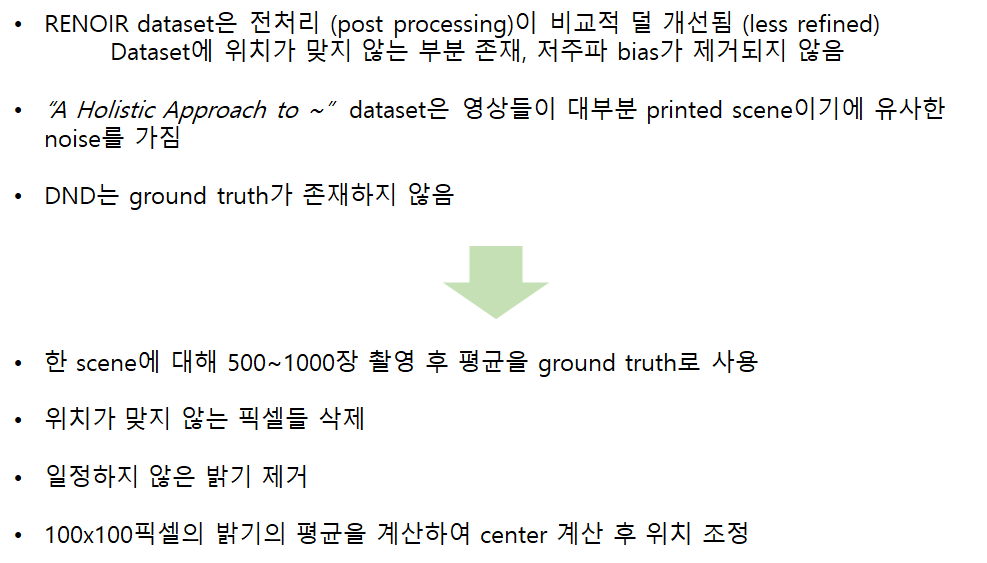 • RENOIR dataset은 전처리 (post processing)이 비교적 덜 개선됨 (less refined)
Dataset에 위치가 맞지 않는 부분 존재, 저주파 bias가 제거되지 않음
• “A Holistic Approach to ~” dataset은 영상들이 대부분 printed scene이기에 유사한
noise를 가짐
• DND는 ground truth가 존재하지 않음
• 한 scene에 대해 500~1000장 촬영 후 평균을 ground truth로 사용
• 위치가 맞지 않는 픽셀들 삭제
• 일정하지 않은 밝기 제거
• 100x100픽셀의 밝기의 평균을 계산하여 center 계산 후 위치 조정